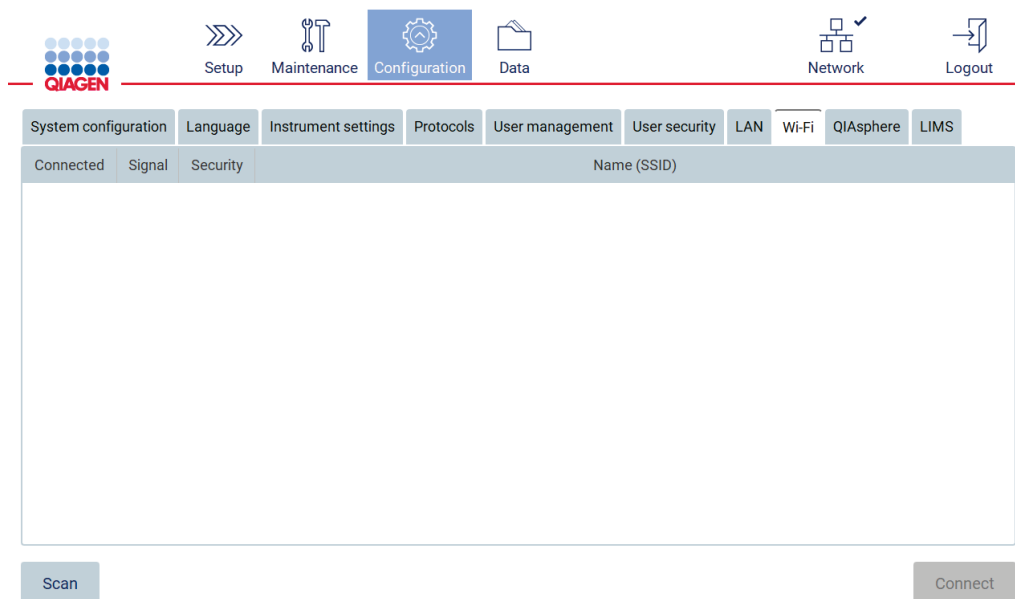 QIAGEN
Setup Maintenance Configuration Data Network Logout
System configuration Language Instrument settings Protocols User management User security LAN Wi-Fi QIAsphere LIMS
Connected Signal Security Name (SSID)
Scan Connect